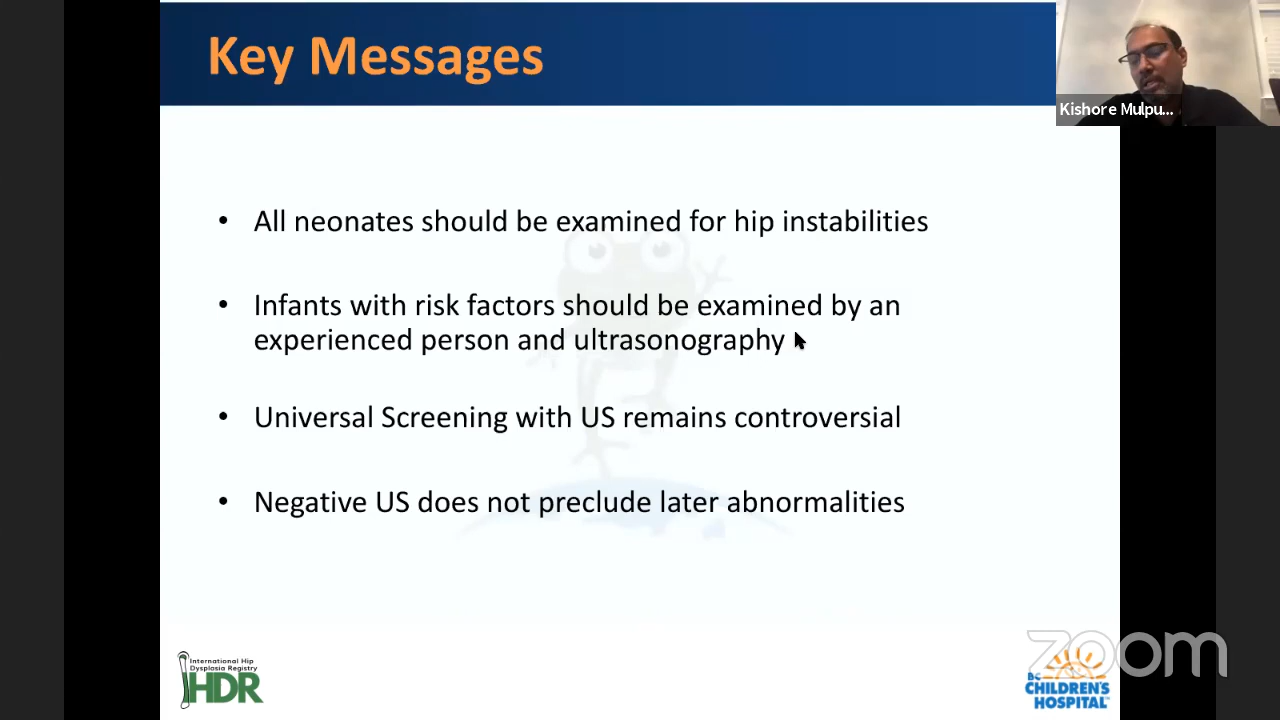 Key Messages
Kishore Mulpu...
• All neonates should be examined for hip instabilities
• Infants with risk factors should be examined by an
experienced person and ultrasonography
• Universal Screening with US remains controversial
• Negative US does not preclude later abnormalities
International Hip
Dysplasia Registry
IHDR
zoom
BC
CHILDREN'S
HOSPITAL